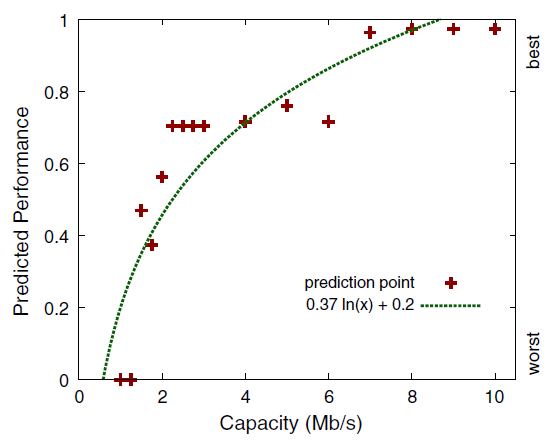 1
0.8
0.6
0.4
0.2
0
Predicted Performance
best
worst
prediction point
0.37 ln(x) + 0.2
0 2 4 6 8 10
Capacity (Mb/s)